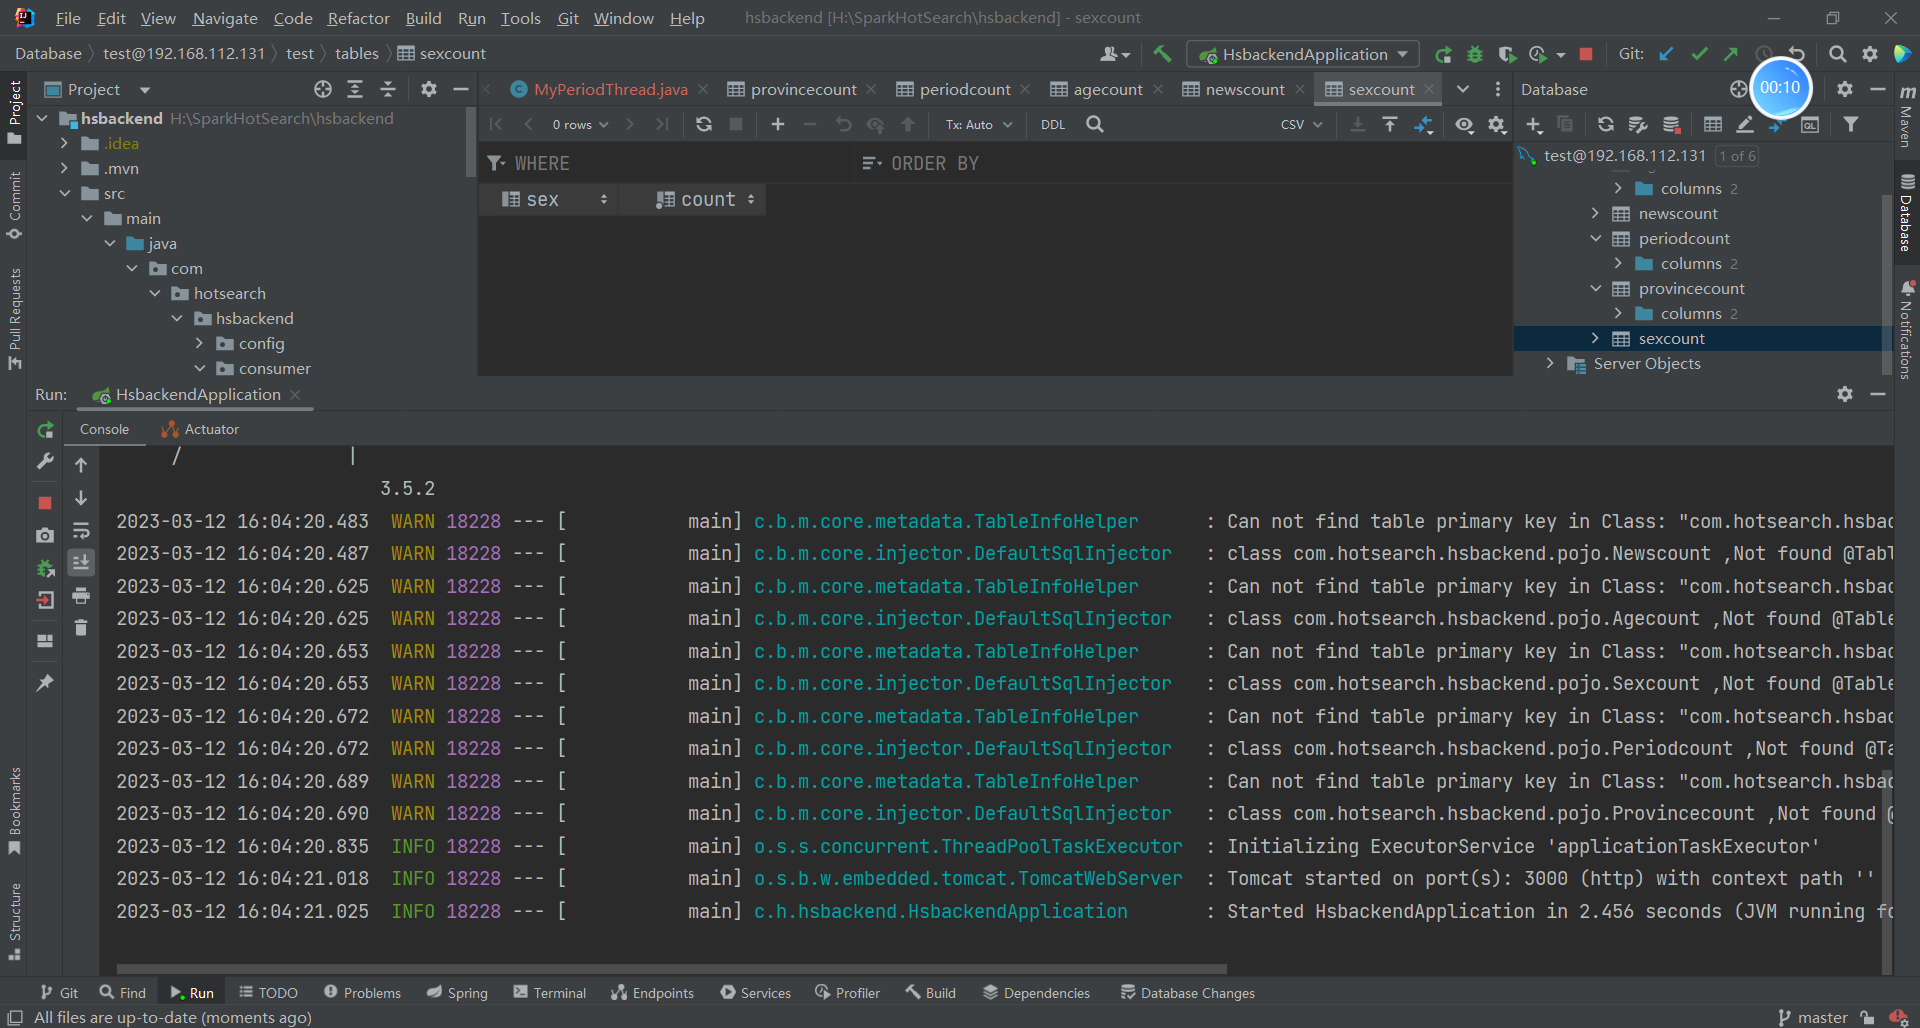 File Edit View Navigate Code Refactor Build Run Tools Git Window Help hsbackend [H:\SparkHotSearch\hsbackend] - sexcount
Database test@192.168.112.131 test tables sexcount HsbackendApplication Git:
Project MyPeriodThread.java provincecount periodcount agecount newscount sexcount Database 00:10
hsbackend H:\SparkHotSearch\hsbackend
0 rows Tx: Auto DDL CSV
.idea
WHERE ORDER BY
test@192.168.112.131 1 of 6
.mvn
src
sex count
columns 2
main
newscount
java
periodcount
com
columns 2
hotsearch
provincecount
hsbackend
columns 2
config
sexcount
consumer
Server Objects
Project
Commit
Pull Requests
Bookmarks
Structure
Maven
Database
Notifications
Run: HsbackendApplication
Console Actuator
/ |
3.5.2
2023-03-12 16:04:20.483 WARN 18228 --- [ main] c.b.m.core.metadata.TableInfoHelper : Can not find table primary key in Class: "com.hotsearch.hsbac
2023-03-12 16:04:20.487 WARN 18228 --- [ main] c.b.m.core.injector.DefaultSqlInjector : class com.hotsearch.hsbackend.pojo.Newscount ,Not found @Tabl
2023-03-12 16:04:20.625 WARN 18228 --- [ main] c.b.m.core.metadata.TableInfoHelper : Can not find table primary key in Class: "com.hotsearch.hsbac
2023-03-12 16:04:20.625 WARN 18228 --- [ main] c.b.m.core.injector.DefaultSqlInjector : class com.hotsearch.hsbackend.pojo.Agecount ,Not found @Table
2023-03-12 16:04:20.653 WARN 18228 --- [ main] c.b.m.core.metadata.TableInfoHelper : Can not find table primary key in Class: "com.hotsearch.hsbac
2023-03-12 16:04:20.653 WARN 18228 --- [ main] c.b.m.core.injector.DefaultSqlInjector : class com.hotsearch.hsbackend.pojo.Sexcount ,Not found @Table
2023-03-12 16:04:20.672 WARN 18228 --- [ main] c.b.m.core.metadata.TableInfoHelper : Can not find table primary key in Class: "com.hotsearch.hsbac
2023-03-12 16:04:20.672 WARN 18228 --- [ main] c.b.m.core.injector.DefaultSqlInjector : class com.hotsearch.hsbackend.pojo.Periodcount ,Not found @Ta
2023-03-12 16:04:20.689 WARN 18228 --- [ main] c.b.m.core.metadata.TableInfoHelper : Can not find table primary key in Class: "com.hotsearch.hsbac
2023-03-12 16:04:20.690 WARN 18228 --- [ main] c.b.m.core.injector.DefaultSqlInjector : class com.hotsearch.hsbackend.pojo.Provincecount ,Not found @
2023-03-12 16:04:20.835 INFO 18228 --- [ main] o.s.s.concurrent.ThreadPoolTaskExecutor : Initializing ExecutorService 'applicationTaskExecutor'
2023-03-12 16:04:21.018 INFO 18228 --- [ main] o.s.b.w.embedded.tomcat.TomcatWebServer : Tomcat started on port(s): 3000 (http) with context path ''
2023-03-12 16:04:21.025 INFO 18228 --- [ main] c.h.hsbackend.HsbackendApplication : Started HsbackendApplication in 2.456 seconds (JVM running fo
Git Find Run TODO Problems Spring Terminal Endpoints Services Profiler Build Dependencies Database Changes
All files are up-to-date (moments ago) master